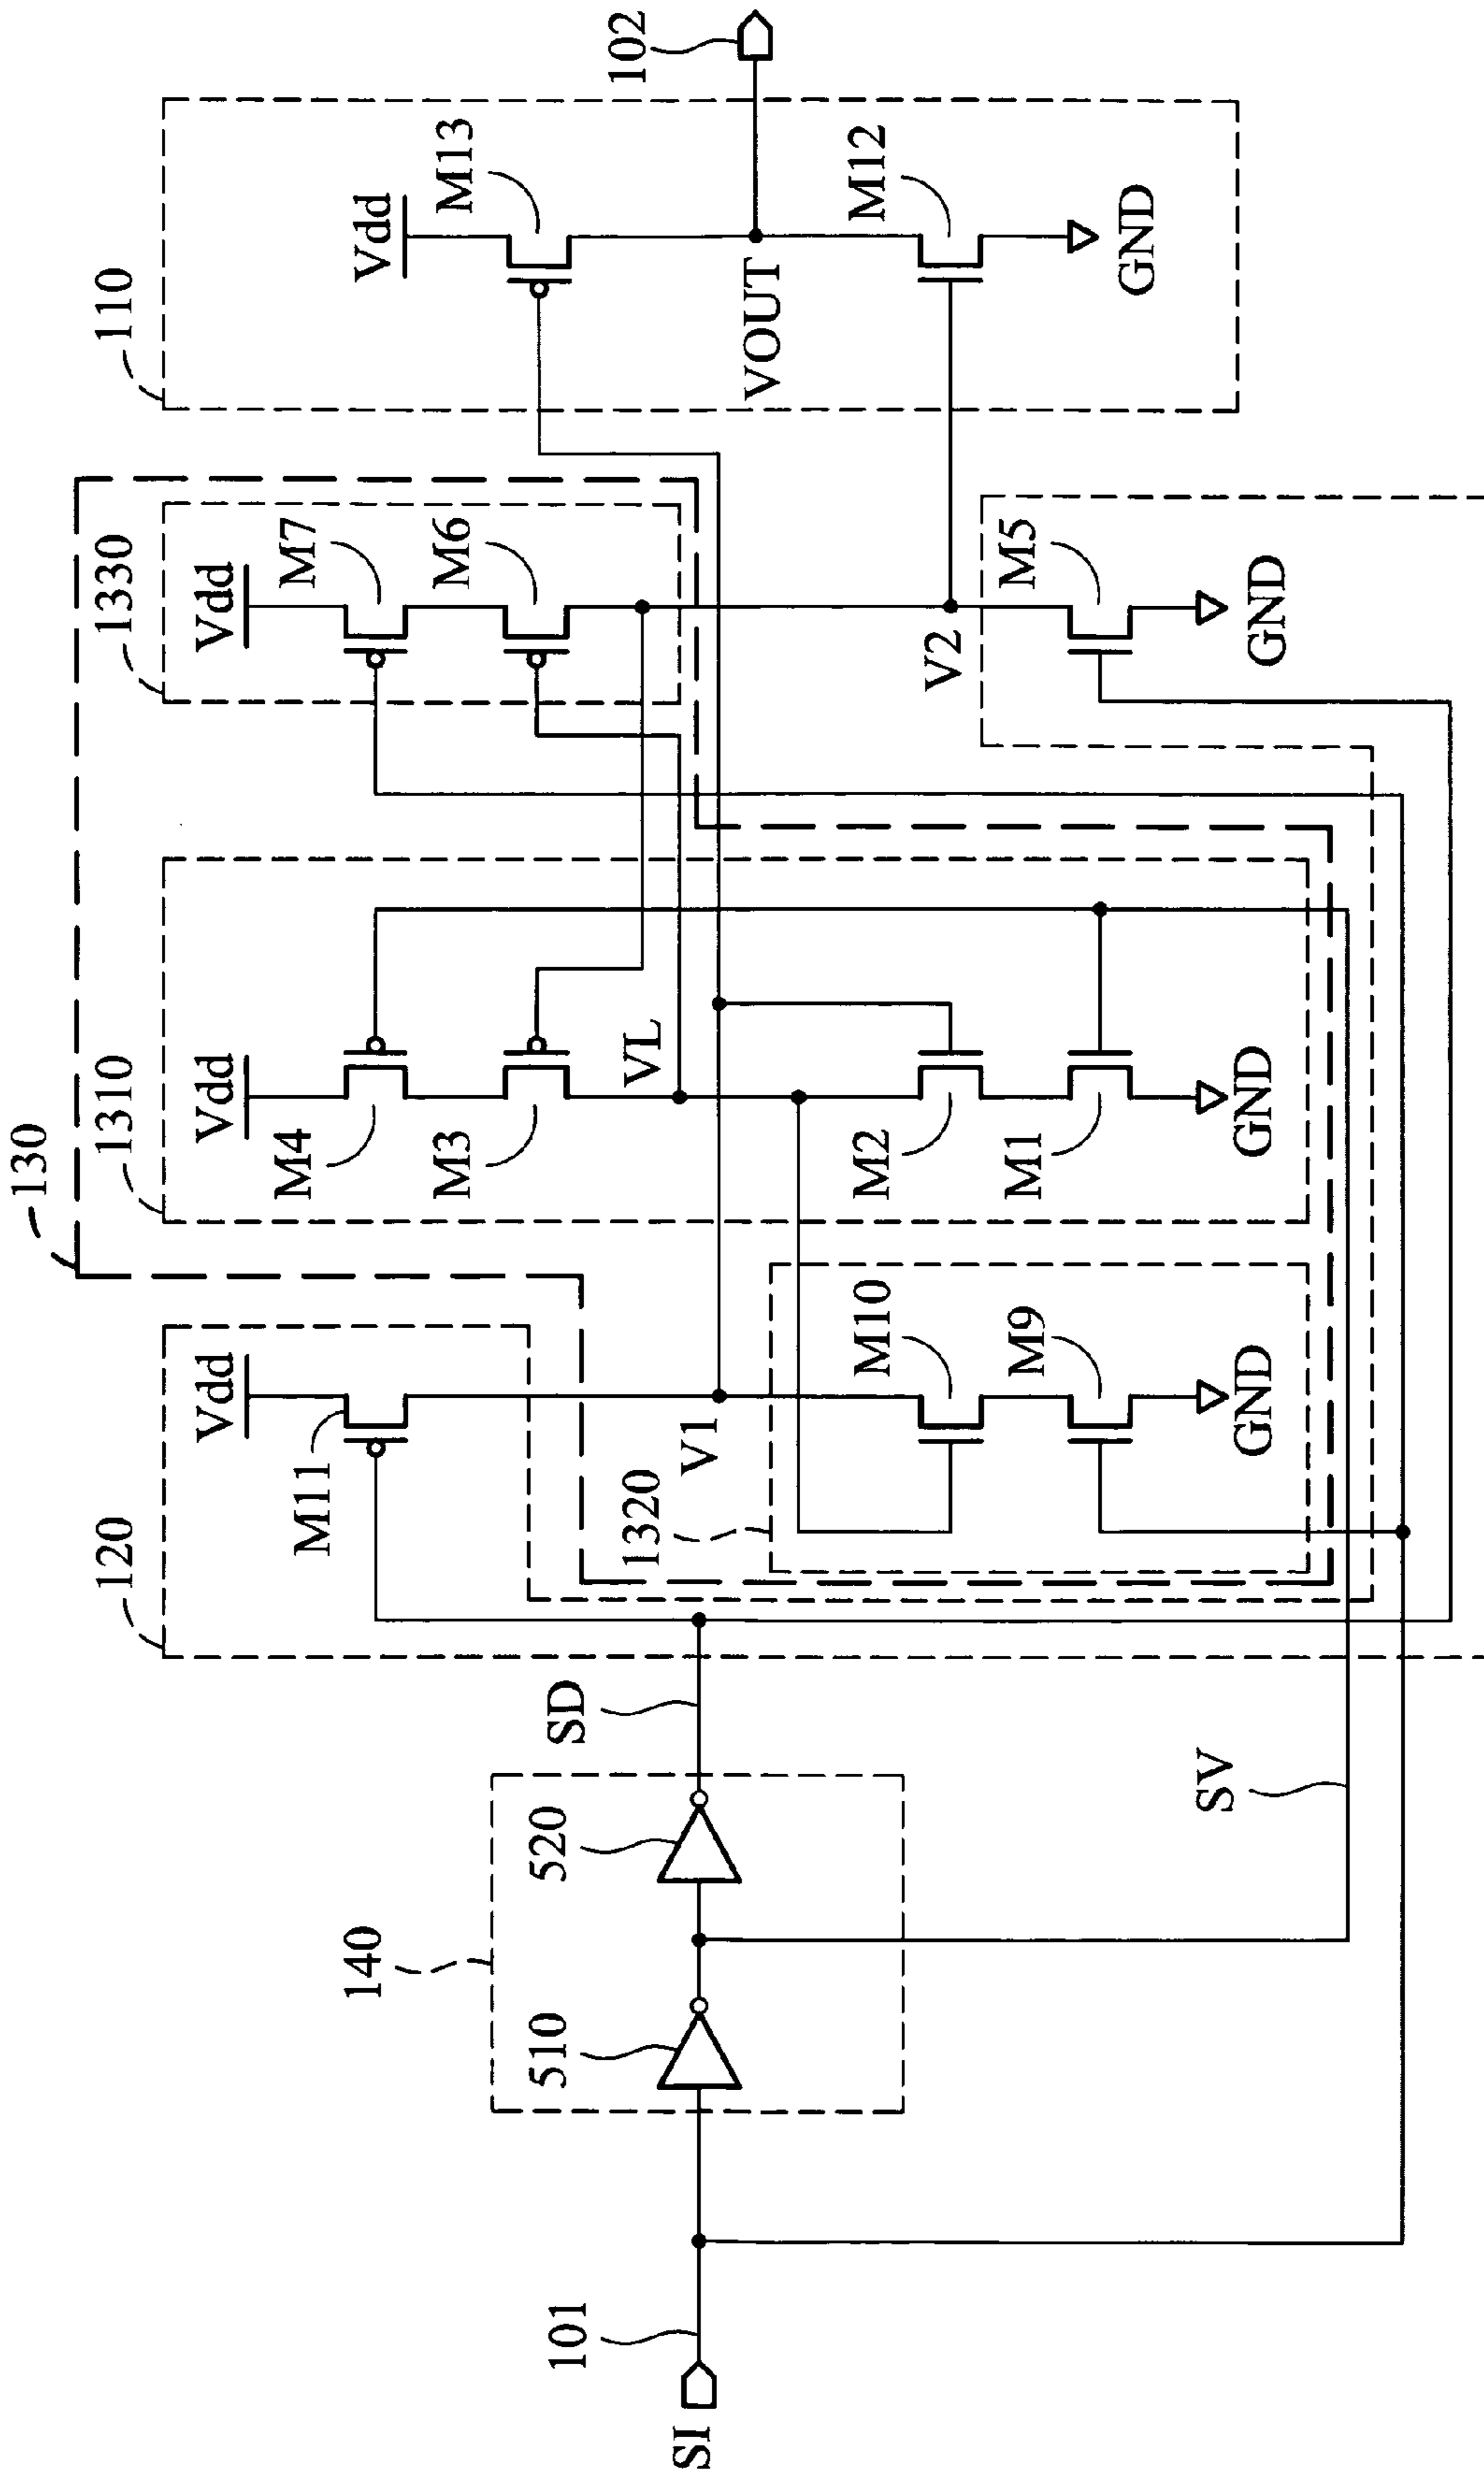 130
120
1310
1330
110
Vdd
Vdd
Vdd
Vdd
M11
M4
M7
M13
140
SD
M3
M6
102
510
520
101
SI
V1
VL
VOUT
1320
M10
M2
V2
M12
M9
M1
M5
SV
GND
GND
GND
GND